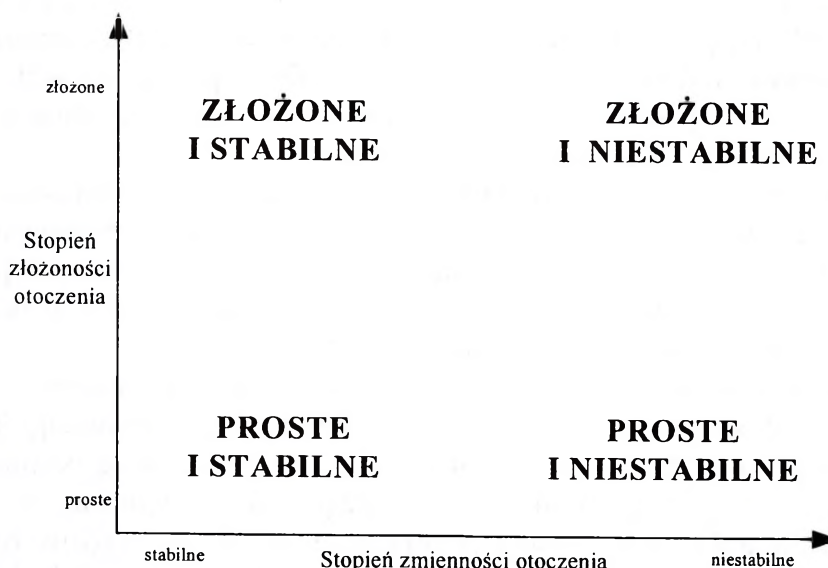 złożone
ZŁOŻONE
I STABILNE
ZŁOŻONE
I NIESTABILNE
Stopień
złożoności
otoczenia
PROSTE
I STABILNE
PROSTE
I NIESTABILNE
proste
stabilne
Stopień zmienności otoczenia
niestabilne